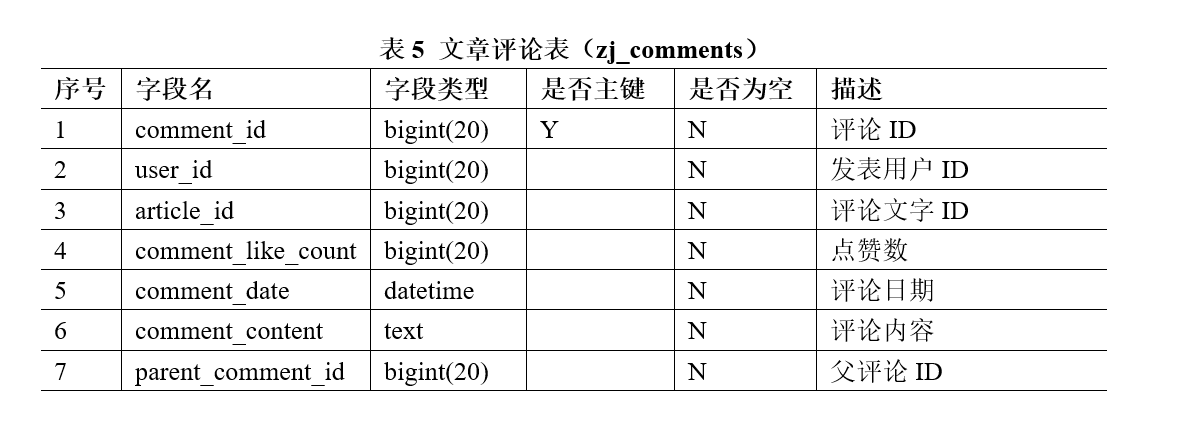 表 5  文章评论表（zj_comments）
序号 字段名 字段类型 是否主键 是否为空 描述
1 comment_id bigint(20) Y N 评论 ID
2 user_id bigint(20) N 发表用户 ID
3 article_id bigint(20) N 评论文字 ID
4 comment_like_count bigint(20) N 点赞数
5 comment_date datetime N 评论日期
6 comment_content text N 评论内容
7 parent_comment_id bigint(20) N 父评论 ID